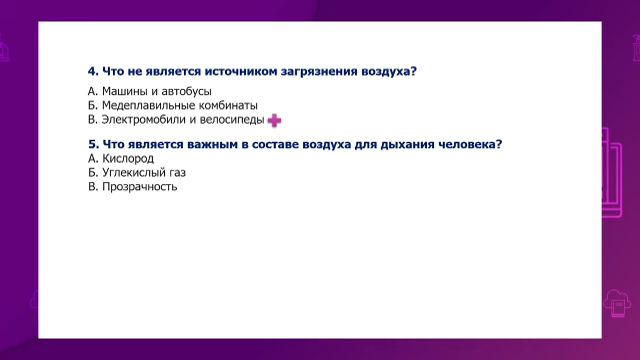 4. Что не является источником загрязнения воздуха?
А. Машины и автобусы
Б. Медеплавильные комбинаты
В. Электромобили и велосипеды
5. Что является важным в составе воздуха для дыхания человека?
А. Кислород
Б. Углекислый газ
В. Прозрачность